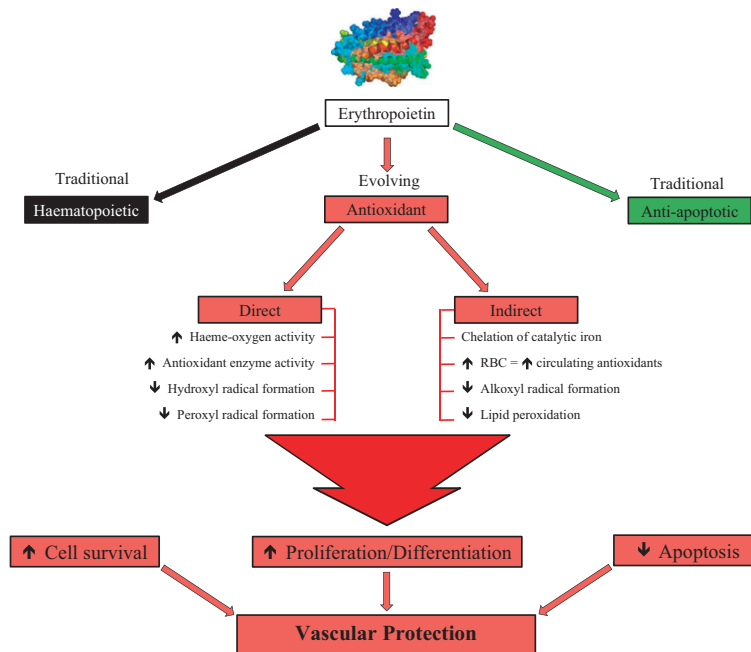 Erythropoietin
Traditional
Haematopoietic
Evolving
Antioxidant
Traditional
Anti-apoptotic
Direct
↑ Haeme-oxygen activity
↑ Antioxidant enzyme activity
↓ Hydroxyl radical formation
↓ Peroxyl radical formation
Indirect
Chelation of catalytic iron
↑ RBC = ↑ circulating antioxidants
↓ Alkoxyl radical formation
↓ Lipid peroxidation
↑ Cell survival
↑ Proliferation/Differentiation
↓ Apoptosis
Vascular Protection